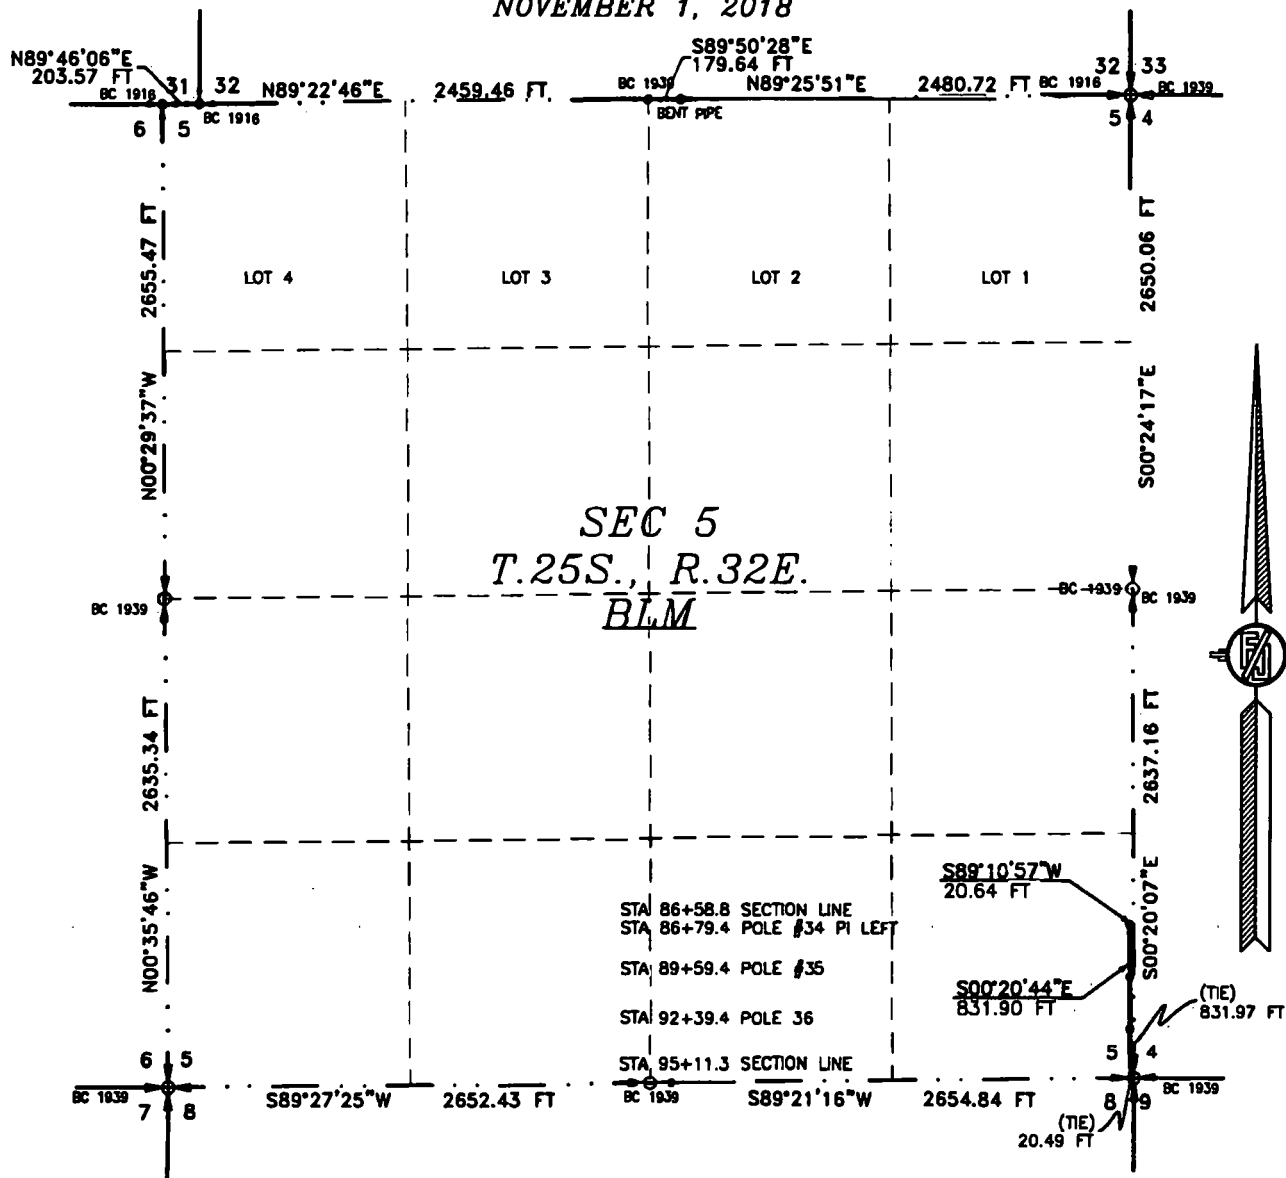 NOVEMBER 1, 2018
N89°46'06"E
203.57 FT
S89°50'28"E
179.64 FT
31 32
32 33
BC 1916
BC 1916
N89°22'46"E 2459.46 FT
BC 1939
BENT PIPE
N89°25'51"E 2480.72 FT
BC 1916
BC 1939
6 5
5 4
2655.47 FT
2650.06 FT
LOT 4
LOT 3
LOT 2
LOT 1
N00°29'37"W
S00°24'17"E
SEC 5
T.25S., R.32E.
BLM
BC 1939
BC 1939
BC 1939
2635.34 FT
2637.16 FT
N00°35'46"W
S00°20'07"E
S89°10'57"W
20.64 FT
STA 86+58.8 SECTION LINE
STA 86+79.4 POLE #34 PI LEFT
STA 89+59.4 POLE #35
STA 92+39.4 POLE 36
STA 95+11.3 SECTION LINE
S00°20'44"E
831.90 FT
(TIE)
831.97 FT
6 5
5 4
BC 1939
7 8
S89°27'25"W 2652.43 FT
BC 1939
S89°21'16"W 2654.84 FT
8 9
BC 1939
(TIE)
20.49 FT